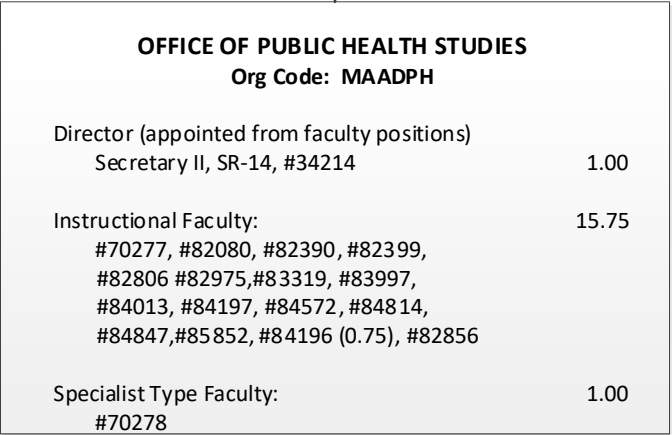 OFFICE OF PUBLIC HEALTH STUDIES
Org Code: MAADPH
Director (appointed from faculty positions)
Secretary II, SR-14, #34214 1.00
Instructional Faculty: 15.75
#70277, #82080, #82390, #82399,
#82806 #82975,#83319, #83997,
#84013, #84197, #84572, #84814,
#84847,#85852, #84196 (0.75), #82856
Specialist Type Faculty: 1.00
#70278